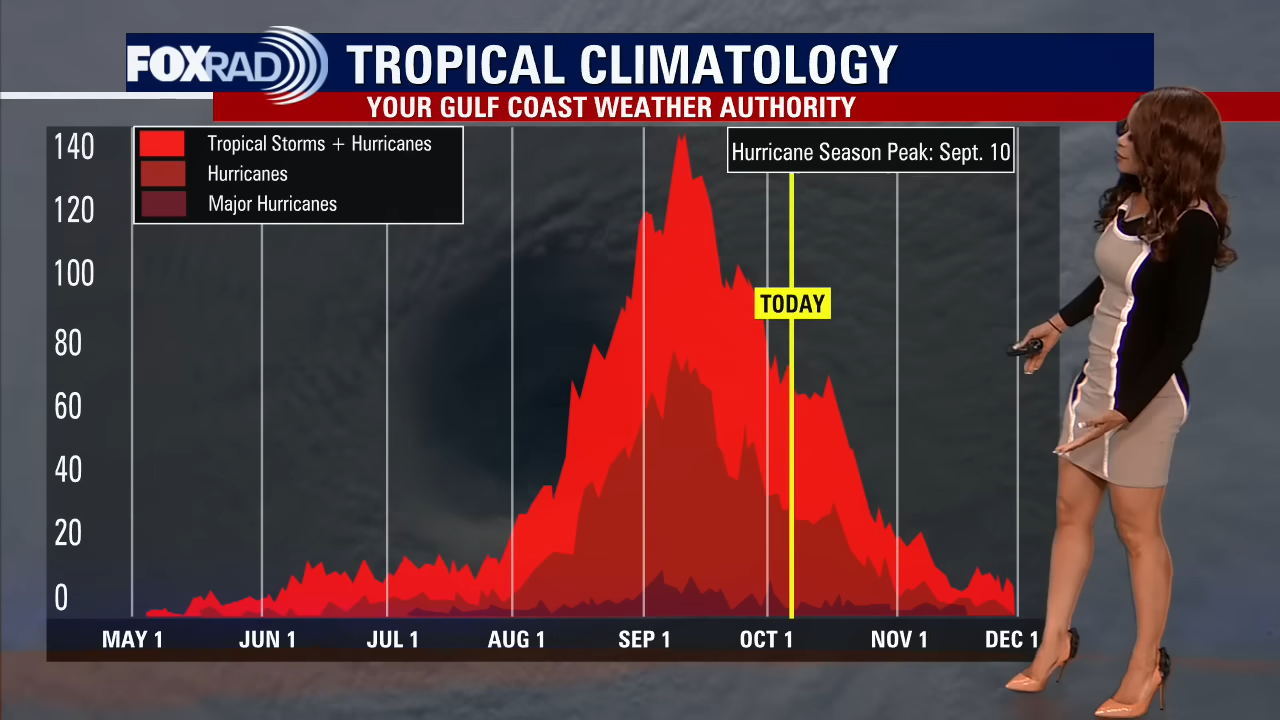 FOXRAD
TROPICAL CLIMATOLOGY
YOUR GULF COAST WEATHER AUTHORITY
Tropical Storms + Hurricanes
Hurricanes
Major Hurricanes
Hurricane Season Peak: Sept. 10
TODAY
140
120
100
80
60
40
20
0
MAY 1
JUN 1
JUL 1
AUG 1
SEP 1
OCT 1
NOV 1
DEC 1